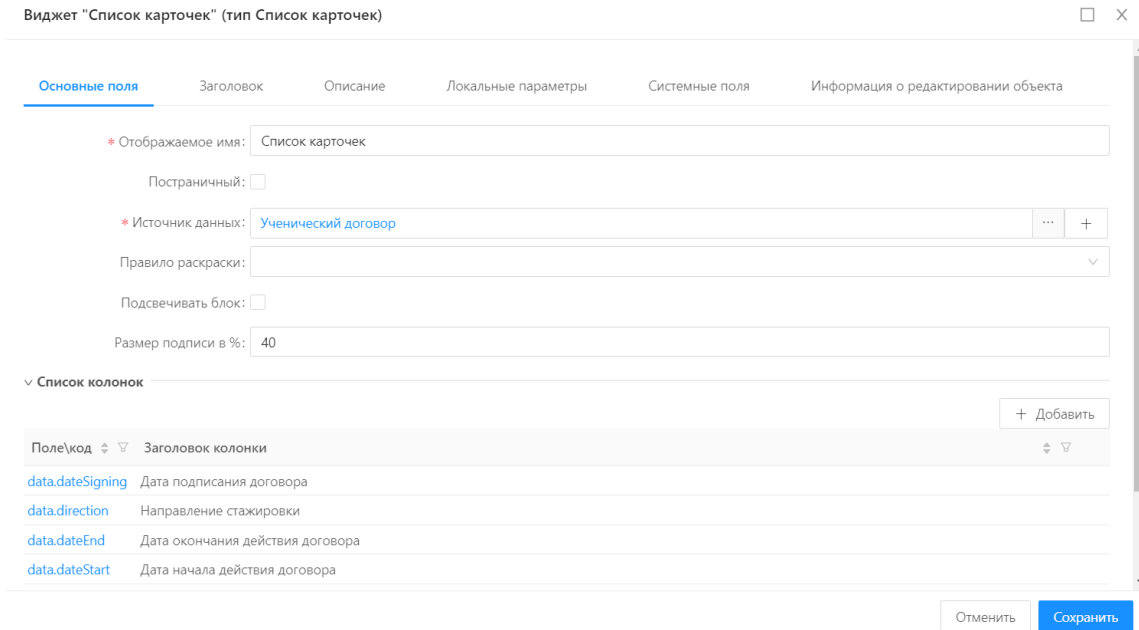 Виджет "Список карточек" (тип Список карточек)
Основные поля Заголовок Описание Локальные параметры Системные поля Информация о редактировании объекта
* Отображаемое имя: Список карточек
Постраничный:
* Источник данных: Ученический договор ... +
Правило раскраски:
Подсвечивать блок:
Размер подписи в %: 40
Список колонок
+ Добавить
Поле\код Заголовок колонки
data.dateSigning Дата подписания договора
data.direction Направление стажировки
data.dateEnd Дата окончания действия договора
data.dateStart Дата начала действия договора
Отменить Сохранить